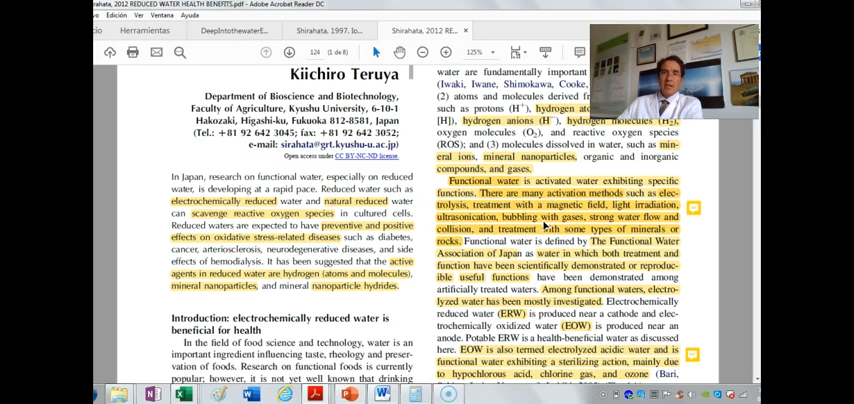 Shirahata, 2012 REDUCED WATER HEALTH BENEFITS.pdf - Adobe Acrobat Reader DC
Archivo Edición Ver Ventana Ayuda
Herramientas
DeepIntothewaterE
Shirahata, 1997. Io
Shirahata, 2012 RE... ×
124 (1 de 8)
125%
Kiichiro Teruya
Department of Bioscience and Biotechnology,
Faculty of Agriculture, Kyushu University, 6-10-1
Hakozaki, Higashi-ku, Fukuoka 812-8581, Japan
(Tel.: +81 92 642 3045; fax: +81 92 642 3052;
e-mail: sirahata@grt.kyushu-u.ac.jp)
Open access under CC BY-NC-ND license.
In Japan, research on functional water, especially on reduced
water, is developing at a rapid pace. Reduced water such as
electrochemically reduced water and natural reduced water
can scavenge reactive oxygen species in cultured cells.
Reduced waters are expected to have preventive and positive
effects on oxidative stress-related diseases such as diabetes,
cancer, arteriosclerosis, neurodegenerative diseases, and side
effects of hemodialysis. It has been suggested that the active
agents in reduced water are hydrogen (atoms and molecules),
mineral nanoparticles, and mineral nanoparticle hydrides.
Introduction: electrochemically reduced water is
beneficial for health
In the field of food science and technology, water is an
important ingredient influencing taste, rheology and preser-
vation of foods. Research on functional foods is currently
popular; however, it is not yet well known that drinking
water are fundamentally important
(Iwaki, Iwane, Shimokawa, Cooke,
(2) atoms and molecules derived fr
such as protons (H+), hydrogen ato
[H]), hydrogen anions (H−), hydrogen molecules (H2),
oxygen molecules (O2), and reactive oxygen species
(ROS); and (3) molecules dissolved in water, such as min-
eral ions, mineral nanoparticles, organic and inorganic
compounds, and gases.
Functional water is activated water exhibiting specific
functions. There are many activation methods such as elec-
trolysis, treatment with a magnetic field, light irradiation,
ultrasonication, bubbling with gases, strong water flow and
collision, and treatment with some types of minerals or
rocks. Functional water is defined by The Functional Water
Association of Japan as water in which both treatment and
function have been scientifically demonstrated or reproduc-
ible useful functions have been demonstrated among
artificially treated waters. Among functional waters, electro-
lyzed water has been mostly investigated. Electrochemically
reduced water (ERW) is produced near a cathode and elec-
trochemically oxidized water (EOW) is produced near an
anode. Potable ERW is a health-beneficial water as discussed
here. EOW is also termed electrolyzed acidic water and is
functional water exhibiting a sterilizing action, mainly due
to hypochlorous acid, chlorine gas, and ozone (Bari,